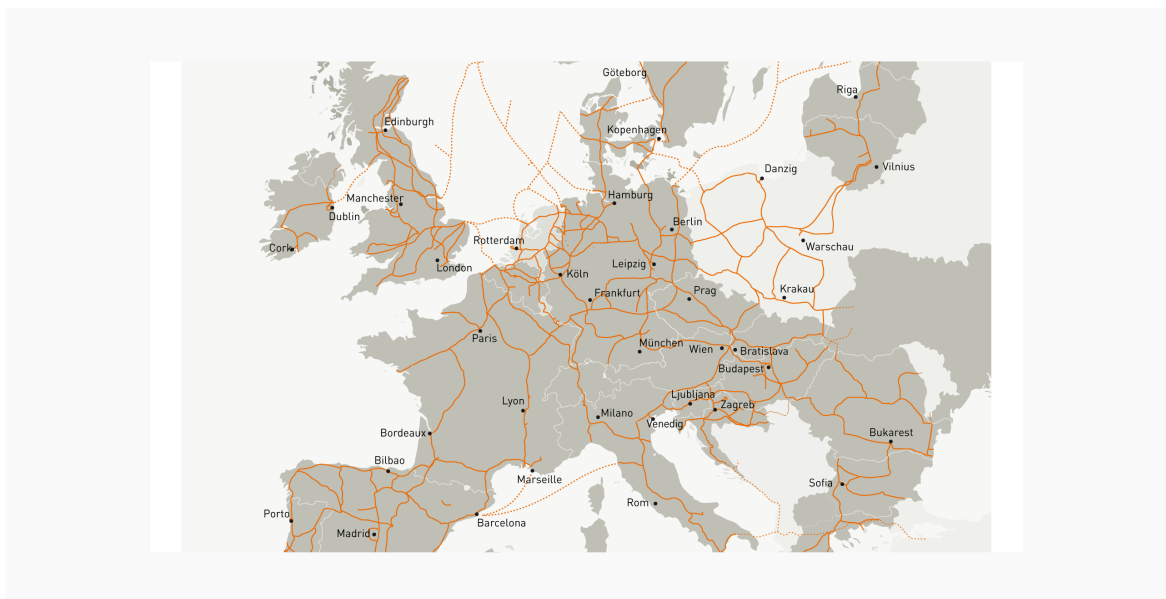 Göteborg
Riga
Edinburgh
Kopenhagen
Danzig
Vilnius
Manchester
Hamburg
Dublin
Berlin
Cork
Rotterdam
Warschau
London
Köln
Leipzig
Frankfurt
Prag
Krakau
Paris
München
Wien
Bratislava
Budapest
Ljubljana
Lyon
Milano
Zagreb
Venedig
Bordeaux
Bukarest
Bilbao
Marseille
Sofia
Rom
Porto
Barcelona
Madrid